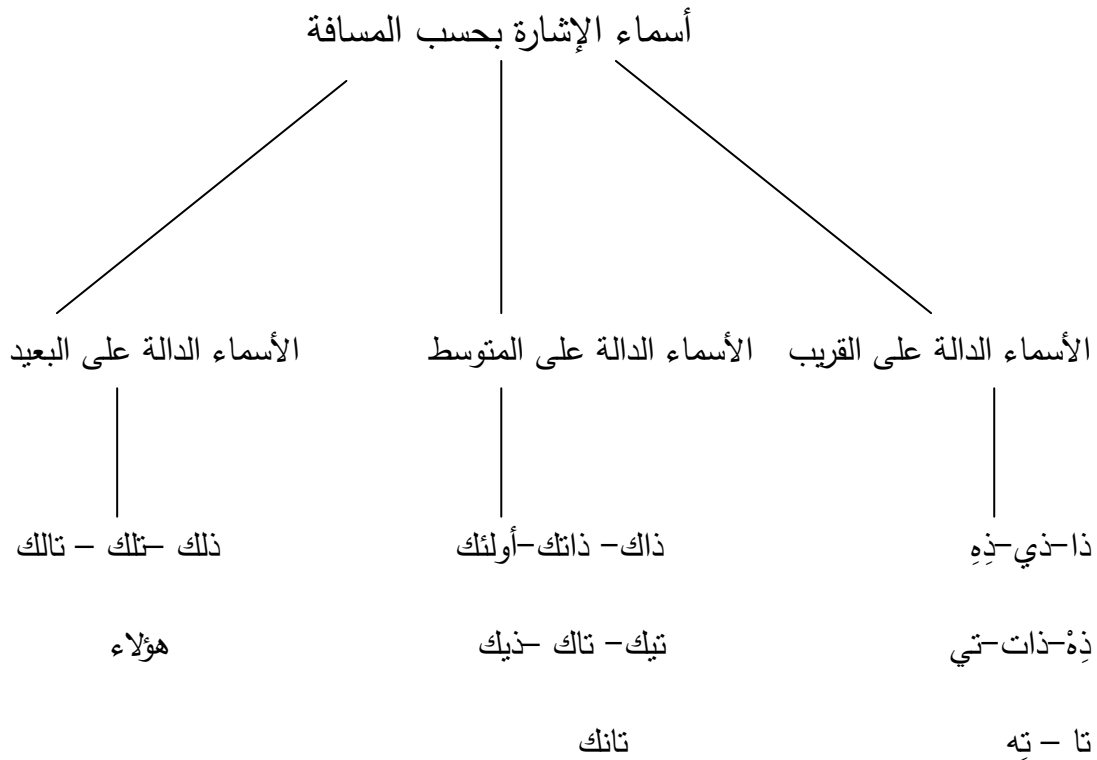 أسماء الإشارة بحسب المسافة
الأسماء الدالة على القريب
الأسماء الدالة على المتوسط
الأسماء الدالة على البعيد
ذا–ذي–ذِهِ
ذِهْ–ذات–تي
تا – تِه
ذاك– ذاتك–أولئك
تيك– تاك –ذيك
تانك
ذلك –تلك – تالك
هؤلاء